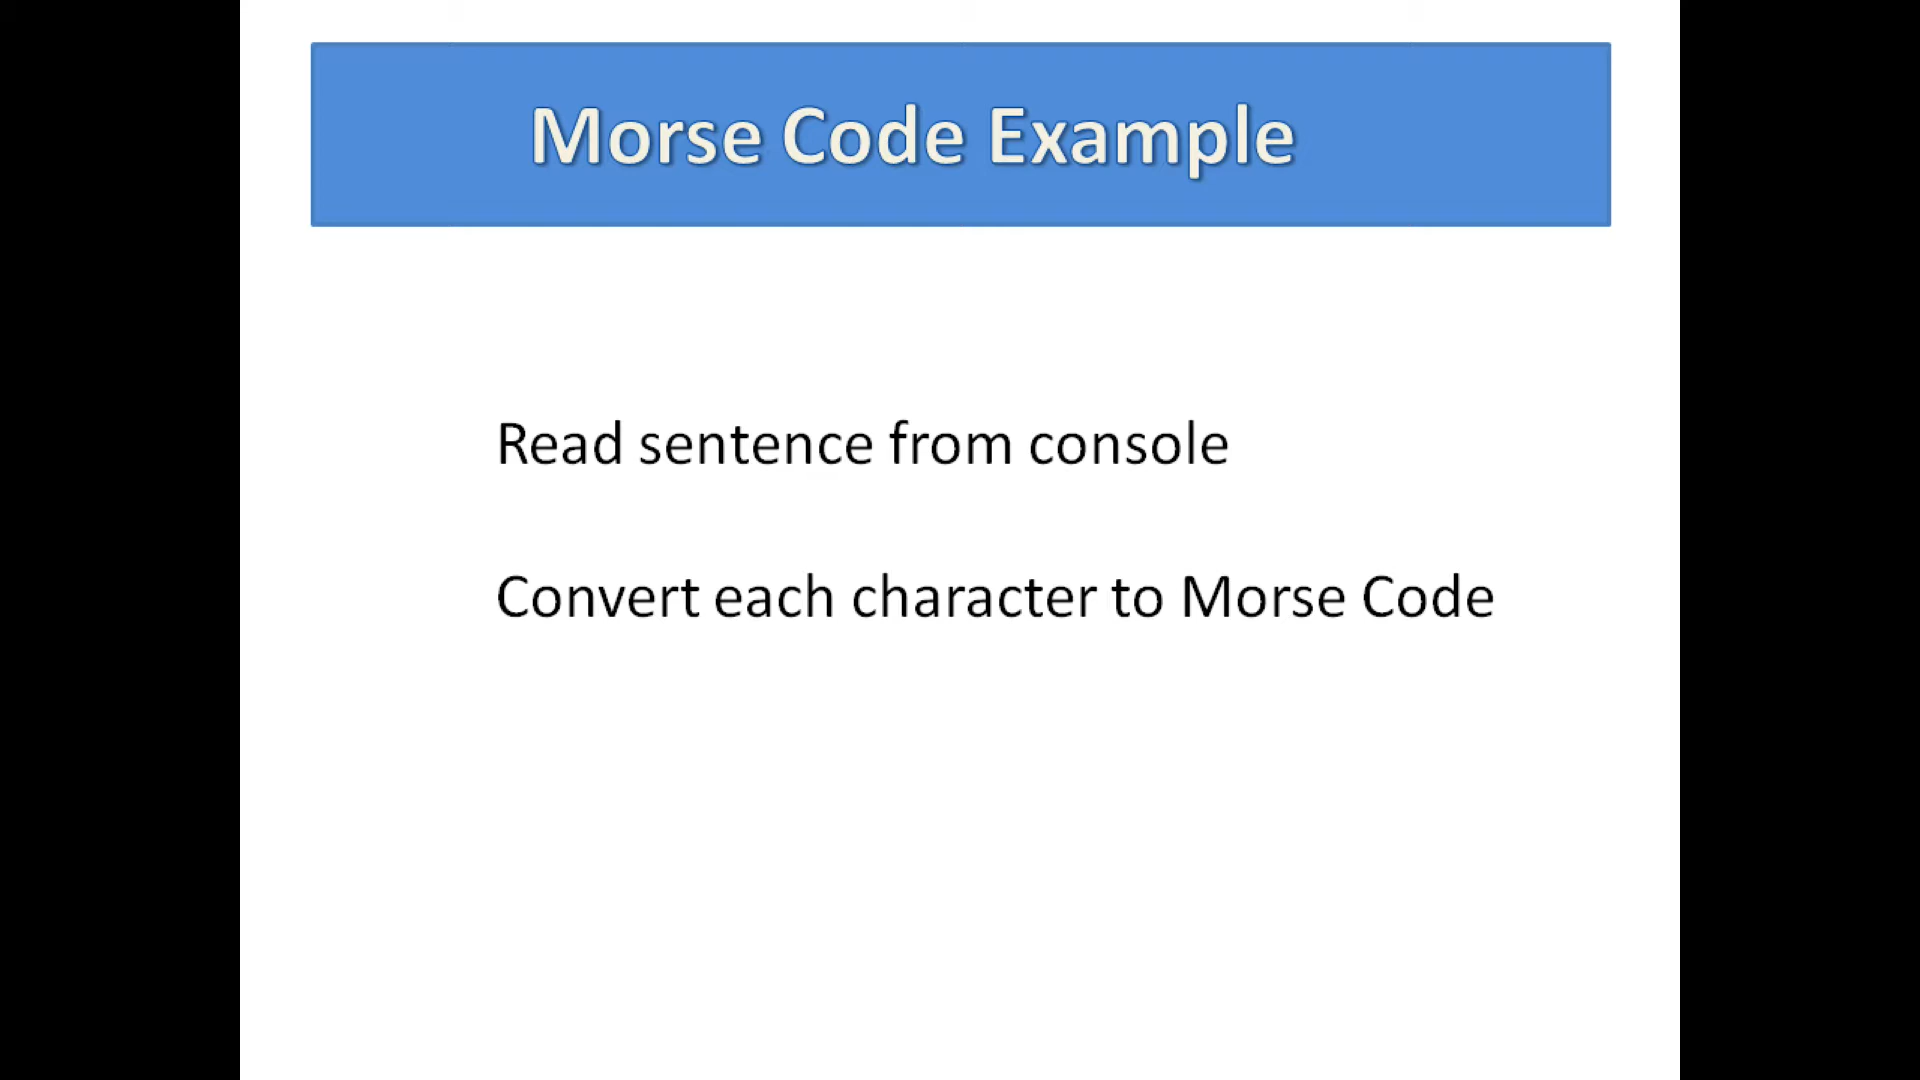 Morse Code Example
Read sentence from console
Convert each character to Morse Code